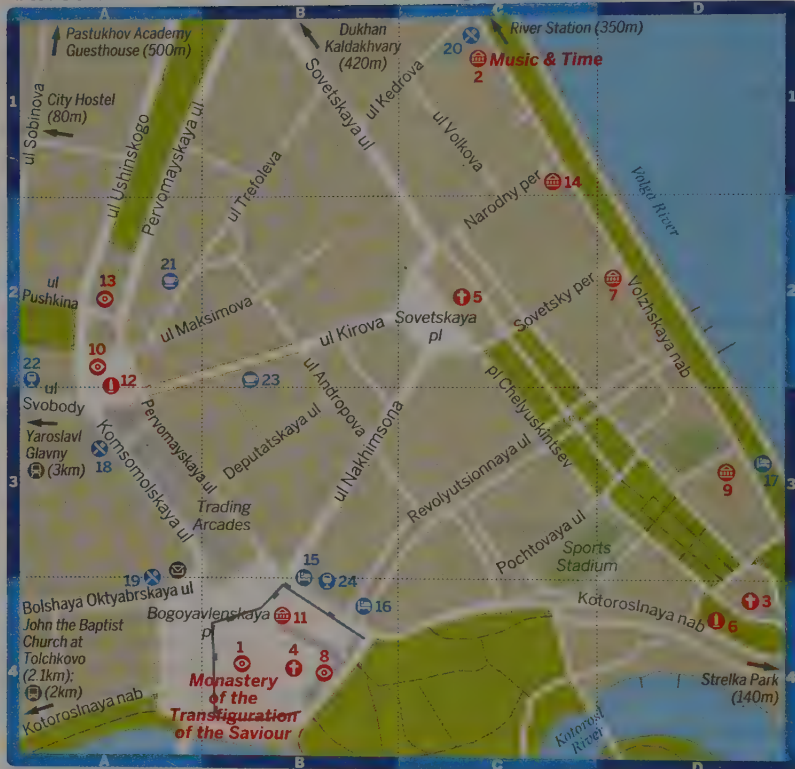 A B C D
Pastukhov Academy
Guesthouse (500m)
Dukhan
Kaldakhvary
(420m)
20
River Station (350m)
Music & Time
2
1
1
City Hostel
(80m)
ul Sobinova
ul Ushinskogo
Pervomayskaya ul
Sovetskaya ul
ul Kedrova
ul Volkova
ul Trefoleva
Narodny per
14
Volga River
ul
Pushkina
13
21
ul Maksimova
2
2
5
Sovetskaya
pl
Sovetsky per
7
Volzhskaya nab
ul Kirova
10
12
22
ul
Svobody
23
ul Andropova
pl Chelyuskintsev
Yaroslavl
Glavny
(3km)
18
Komsomolskaya ul
Pervomayskaya ul
Deputatskaya ul
ul Nakhimsona
Revolyutsionnaya ul
3
3
9
17
Trading
Arcades
Pochtovaya ul
Sports
Stadium
19
15
24
16
Bolshaya Oktyabrskaya ul
Bogoyavlenskaya
pl
11
Kotoroslnaya nab
3
6
John the Baptist
Church at
Tolchkovo
(2.1km);
(2km)
1
4
8
4
4
Monastery
of the
Transfiguration
of the Saviour
Strelka Park
(140m)
Kotoroslnaya nab
Kotorosl
River
A B C D